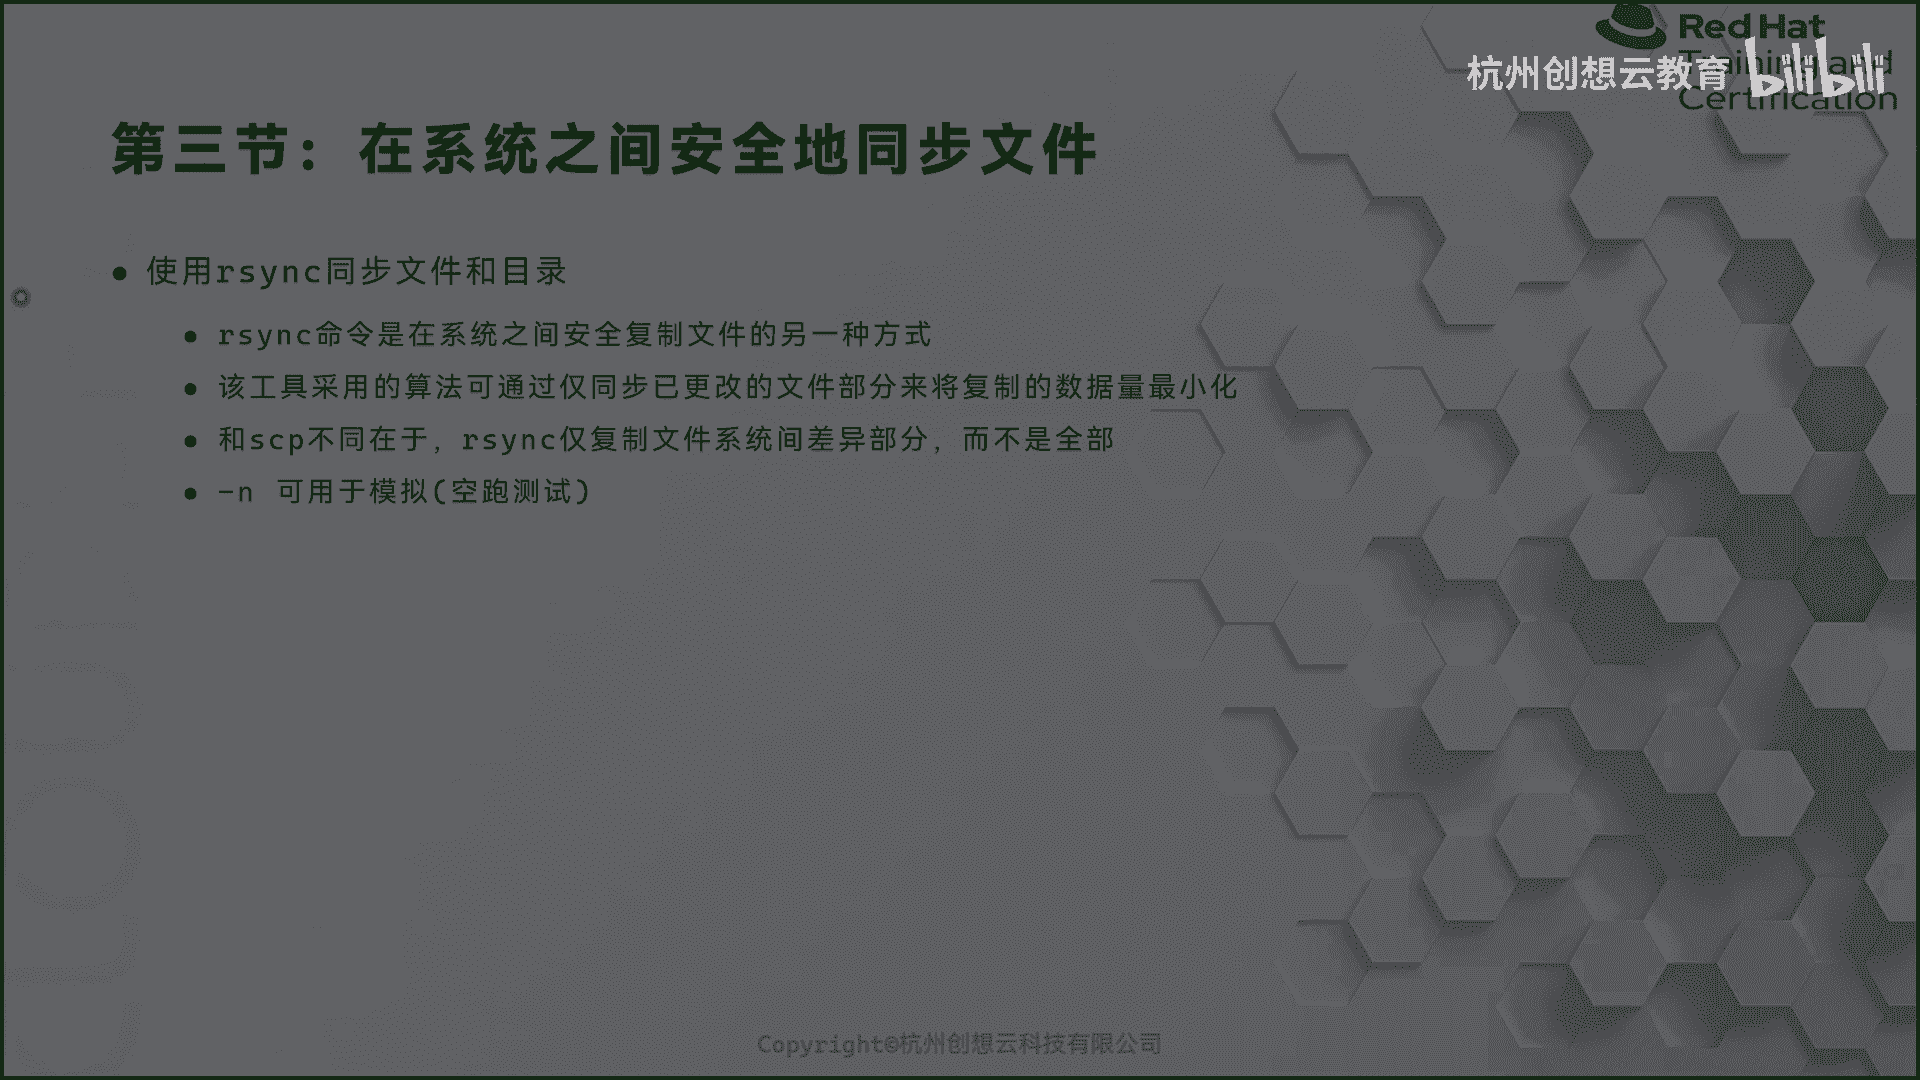 Red Hat
Training and
Certification
杭州创想云教育 bilibili
第三节：在系统之间安全地同步文件
● 使用rsync同步文件和目录
● rsync命令是在系统之间安全复制文件的另一种方式
● 该工具采用的算法可通过仅同步已更改的文件部分来将复制的数据量最小化
● 和scp不同在于，rsync仅复制文件系统间差异部分，而不是全部
● -n 可用于模拟(空跑测试)
Copyright©杭州创想云科技有限公司